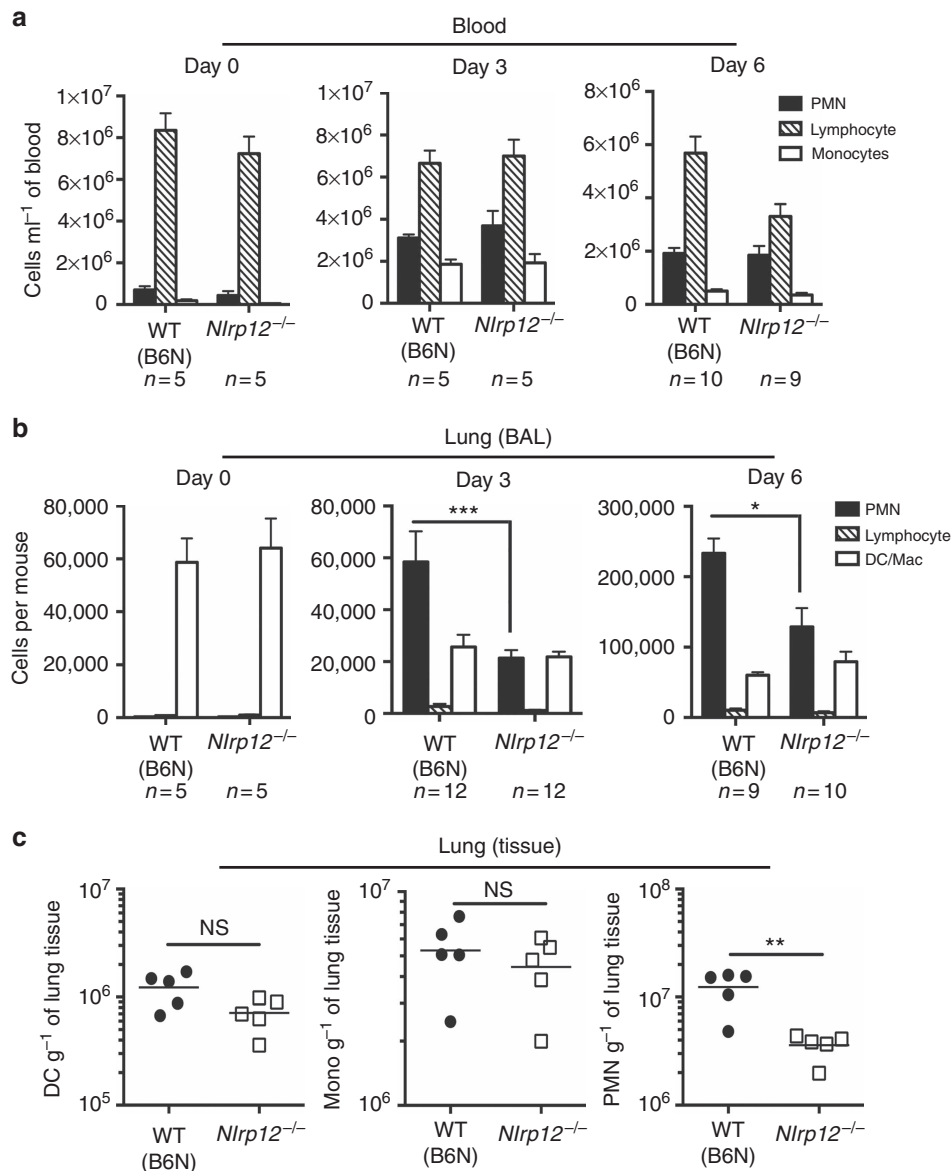 a
Blood
Day 0
Day 3
Day 6
Cells ml⁻¹ of blood
1×10⁷
8×10⁶
6×10⁶
4×10⁶
2×10⁶
0
WT
(B6N)
n=5
Nlrp12⁻/⁻
n=5
1×10⁷
8×10⁶
6×10⁶
4×10⁶
2×10⁶
0
WT
(B6N)
n=5
Nlrp12⁻/⁻
n=5
8×10⁶
6×10⁶
4×10⁶
2×10⁶
0
WT
(B6N)
n=10
Nlrp12⁻/⁻
n=9
PMN
Lymphocyte
Monocytes
b
Lung (BAL)
Day 0
Day 3
Day 6
Cells per mouse
80,000
60,000
40,000
20,000
0
WT
(B6N)
n=5
Nlrp12⁻/⁻
n=5
80,000
60,000
40,000
20,000
0
***
WT
(B6N)
n=12
Nlrp12⁻/⁻
n=12
300,000
200,000
100,000
0
*
WT
(B6N)
n=9
Nlrp12⁻/⁻
n=10
PMN
Lymphocyte
DC/Mac
c
Lung (tissue)
DC g⁻¹ of lung tissue
10⁷
10⁶
10⁵
NS
WT
(B6N)
Nlrp12⁻/⁻
Mono g⁻¹ of lung tissue
10⁷
10⁶
NS
WT
(B6N)
Nlrp12⁻/⁻
PMN g⁻¹ of lung tissue
10⁸
10⁷
10⁶
**
WT
(B6N)
Nlrp12⁻/⁻